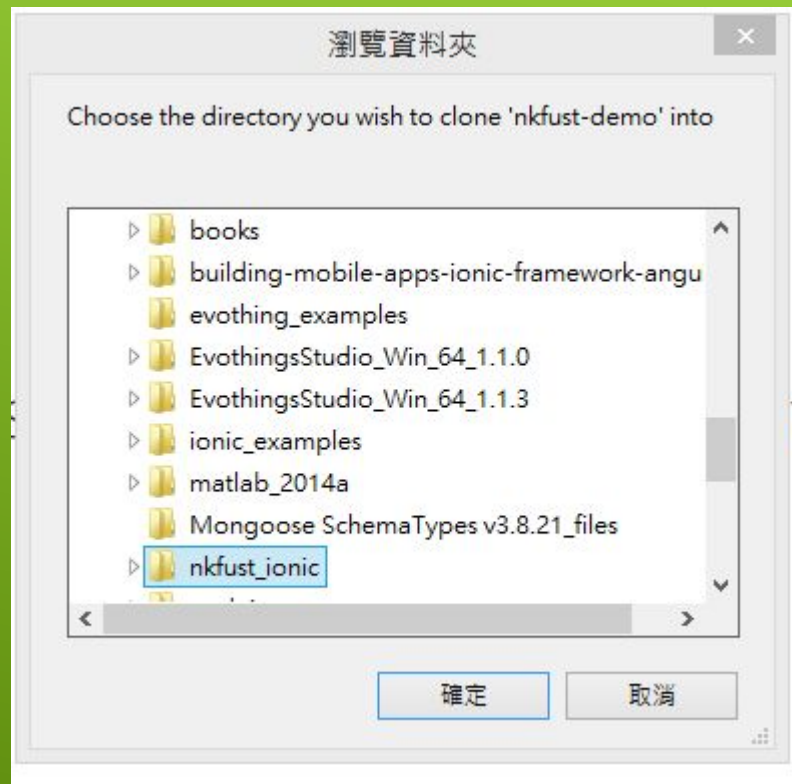 瀏覽資料夾
Choose the directory you wish to clone 'nkfust-demo' into
books
building-mobile-apps-ionic-framework-angu
evothing_examples
EvothingsStudio_Win_64_1.1.0
EvothingsStudio_Win_64_1.1.3
ionic_examples
matlab_2014a
Mongoose SchemaTypes v3.8.21_files
nkfust_ionic
確定
取消